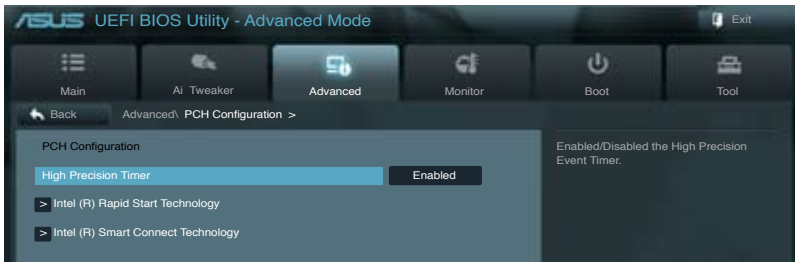 ASUS UEFI BIOS Utility - Advanced Mode
Exit
Main
Ai Tweaker
Advanced
Monitor
Boot
Tool
Back
Advanced\ PCH Configuration >
PCH Configuration
High Precision Timer
Enabled
> Intel (R) Rapid Start Technology
> Intel (R) Smart Connect Technology
Enabled/Disabled the High Precision
Event Timer.